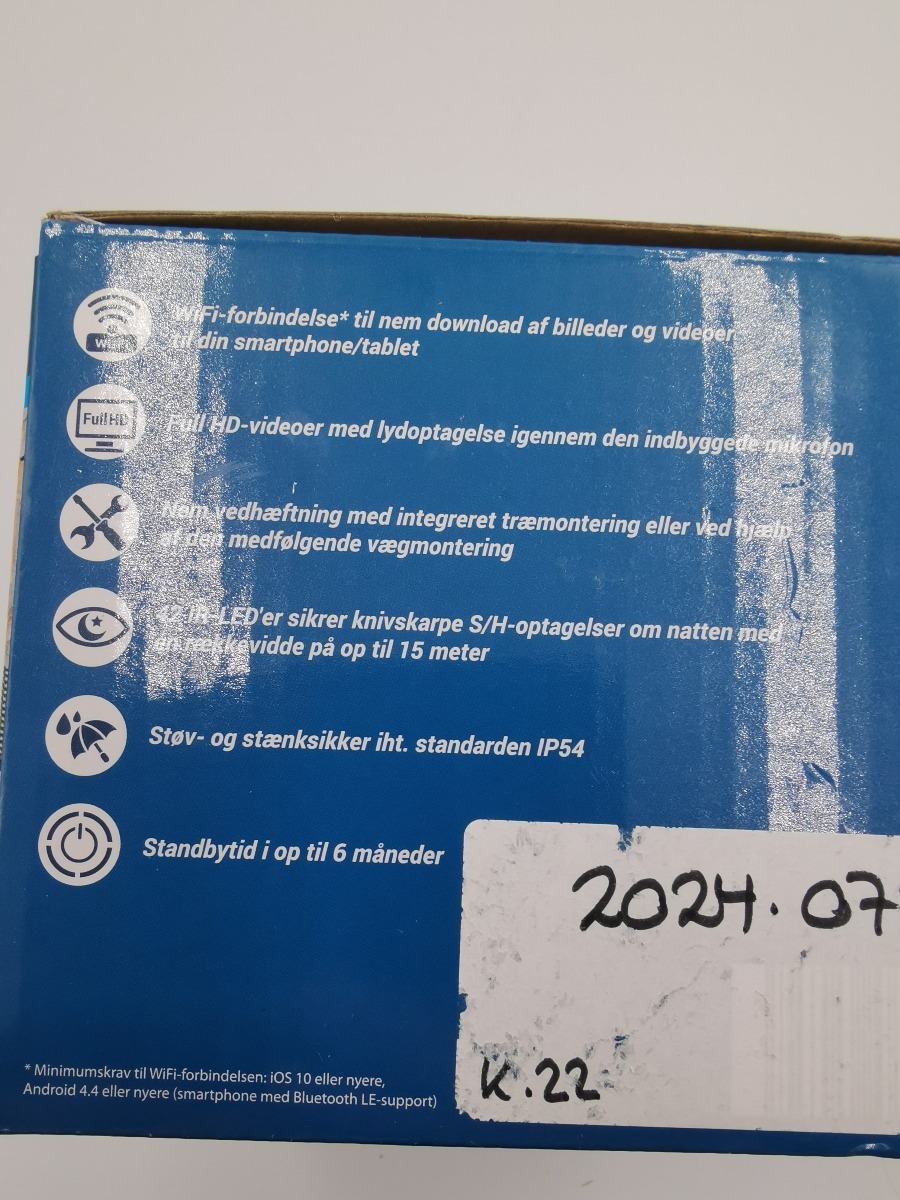 WiFi-forbindelse* til nem download af billeder og videoer
til din smartphone/tablet
Full HD
Full HD-videoer med lydoptagelse igennem den indbyggede mikrofon
Nem vedhæftning med integreret træmontering eller ved hjælp
af den medfølgende vægmontering
42 IR-LED'er sikrer knivskarpe S/H-optagelser om natten med
en rækkevidde på op til 15 meter
Støv- og stænksikker iht. standarden IP54
Standbytid i op til 6 måneder
2024.07
K.22
* Minimumskrav til WiFi-forbindelsen: iOS 10 eller nyere,
Android 4.4 eller nyere (smartphone med Bluetooth LE-support)